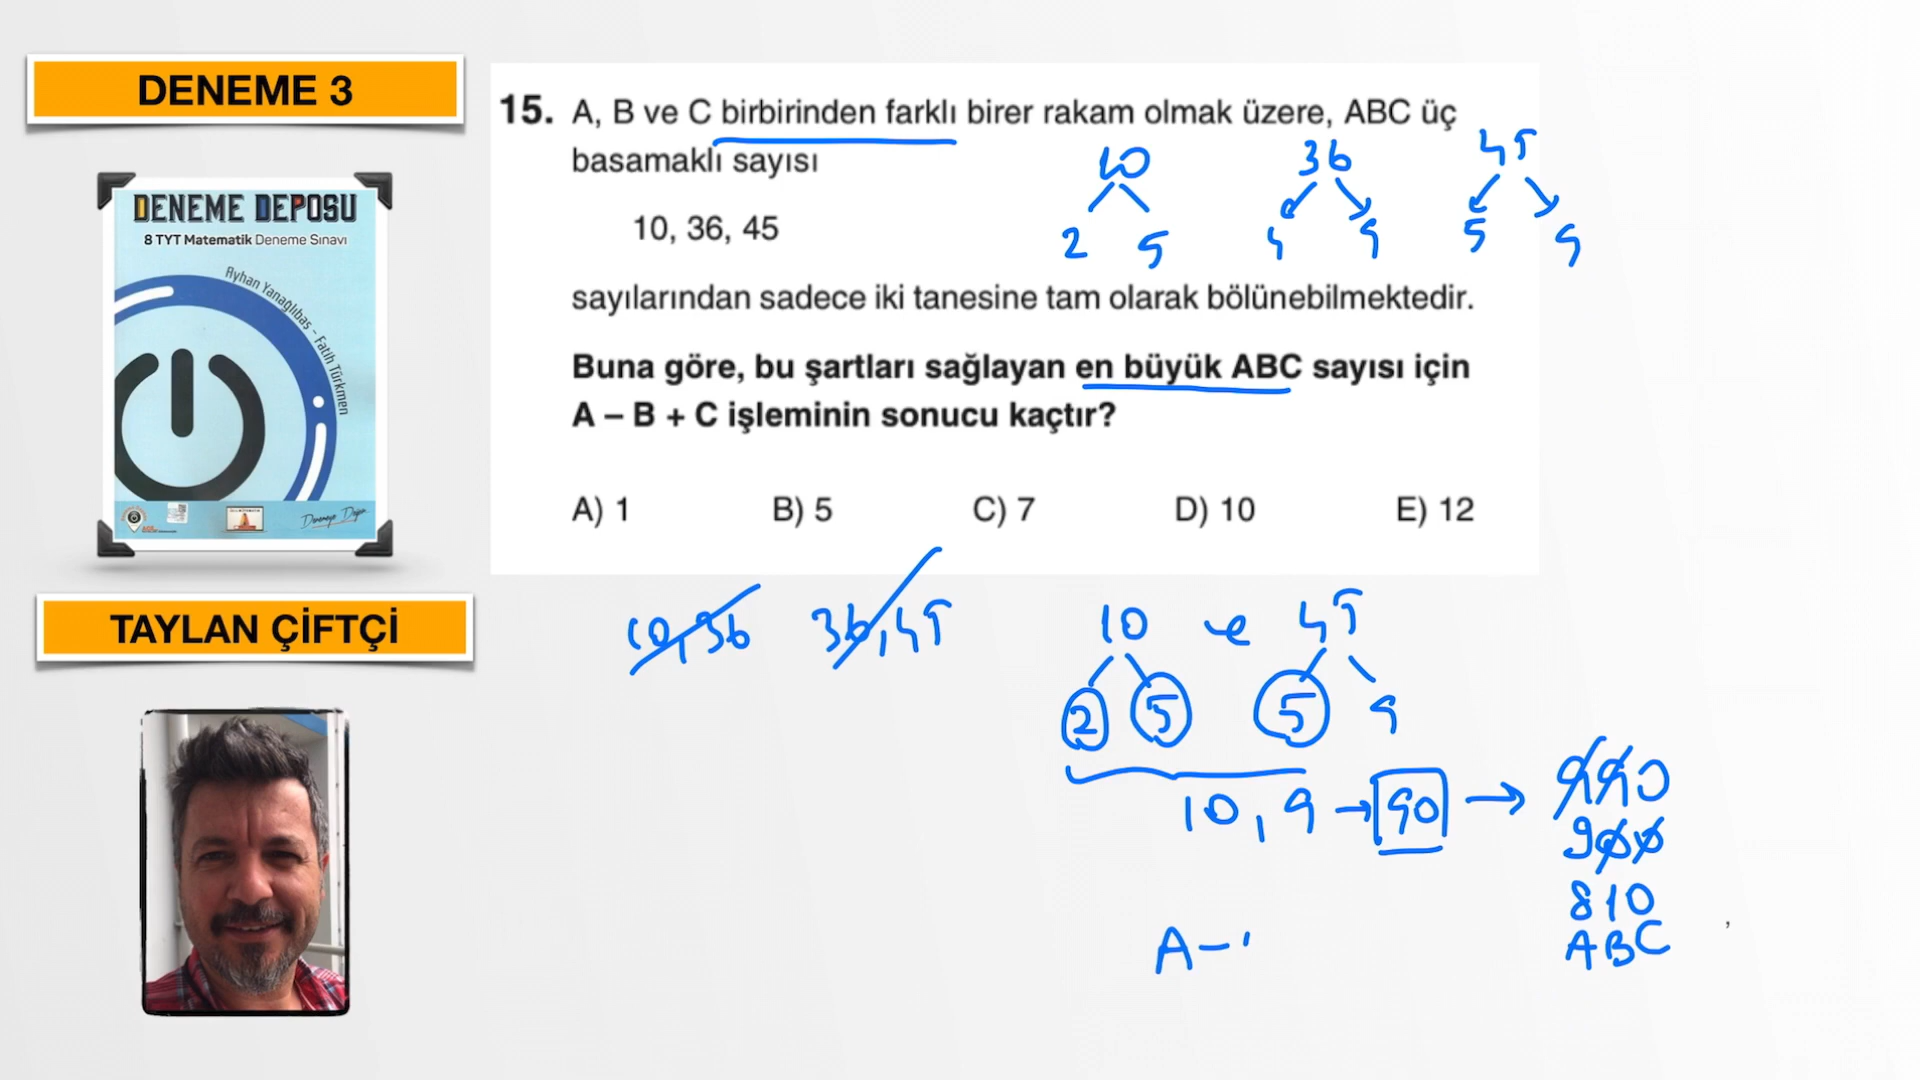 DENEME 3
DENEME DEPOSU
8 TYT Matematik Deneme Sınavı
Ayhan Yanağlıbaş – Fatih Türkmen
Denemeye Değer
TAYLAN ÇİFTÇİ
15. A, B ve C birbirinden farklı birer rakam olmak üzere, ABC üç
basamaklı sayısı
10, 36, 45
sayılarından sadece iki tanesine tam olarak bölünebilmektedir.
Buna göre, bu şartları sağlayan en büyük ABC sayısı için
A – B + C işleminin sonucu kaçtır?
A) 1 B) 5 C) 7 D) 10 E) 12
10 36 45
2 5 4 9 5 9
10, 36 36, 45 10 ve 45
2 5 5 9
10, 9 → 90 → 990
900
810
ABC
A –